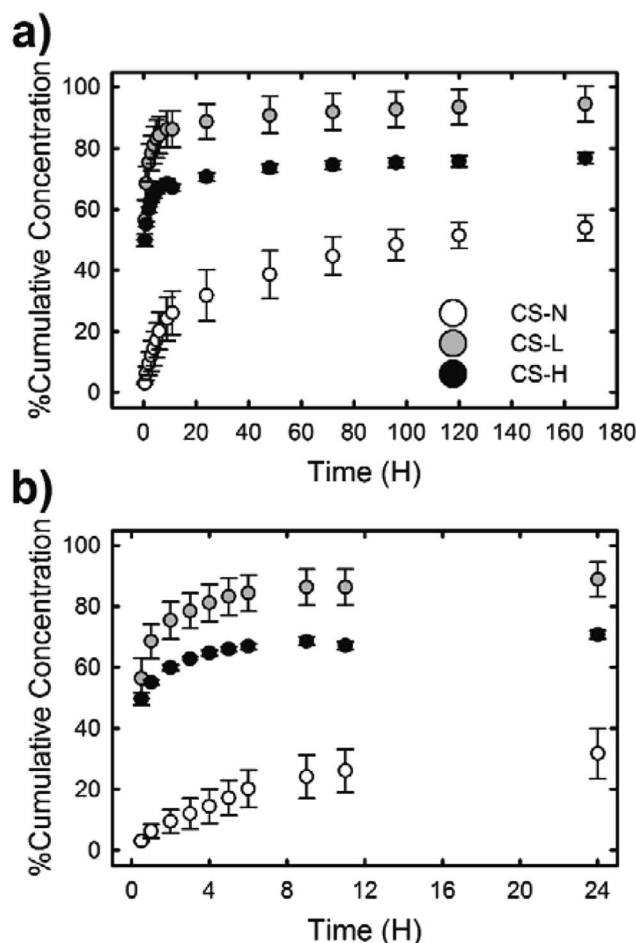 a)
%Cumulative Concentration
100
80
60
40
20
0
CS-N
CS-L
CS-H
0 20 40 60 80 100 120 140 160 180
Time (H)
b)
%Cumulative Concentration
100
80
60
40
20
0
0 4 8 12 16 20 24
Time (H)